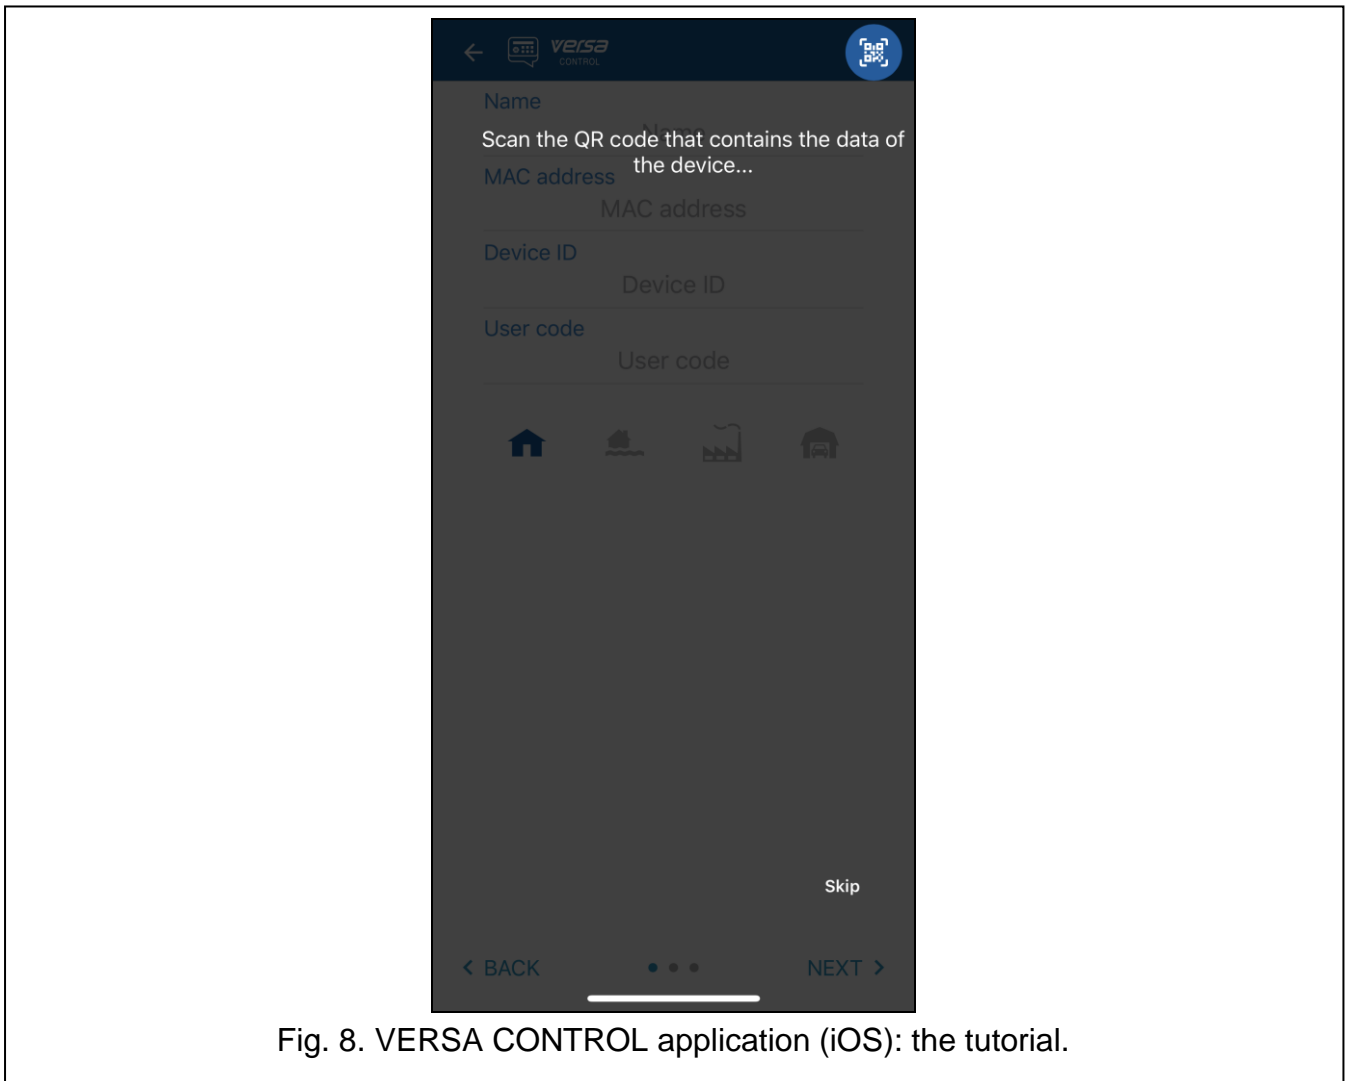 versa
CONTROL
Name
Name
Scan the QR code that contains the data of
the device...
MAC address
MAC address
Device ID
Device ID
User code
User code
Skip
BACK
NEXT
Fig. 8. VERSA CONTROL application (iOS): the tutorial.